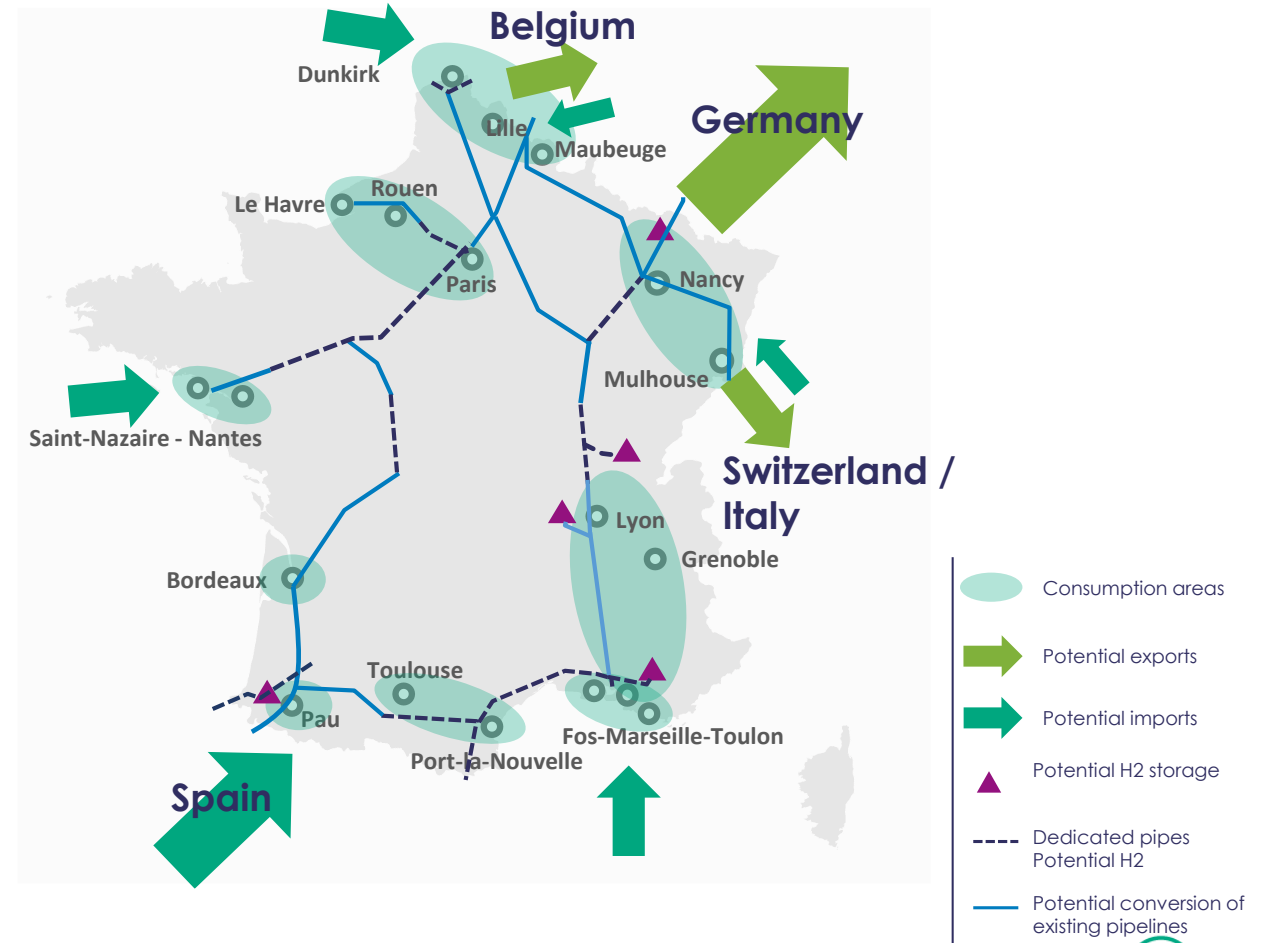 Belgium
Dunkirk
Germany
Lille
Maubeuge
Rouen
Le Havre
Paris
Nancy
Mulhouse
Saint-Nazaire - Nantes
Switzerland /
Italy
Lyon
Grenoble
Bordeaux
Toulouse
Pau
Fos-Marseille-Toulon
Port-la-Nouvelle
Spain
Consumption areas
Potential exports
Potential imports
Potential H2 storage
Dedicated pipes
Potential H2
Potential conversion of
existing pipelines